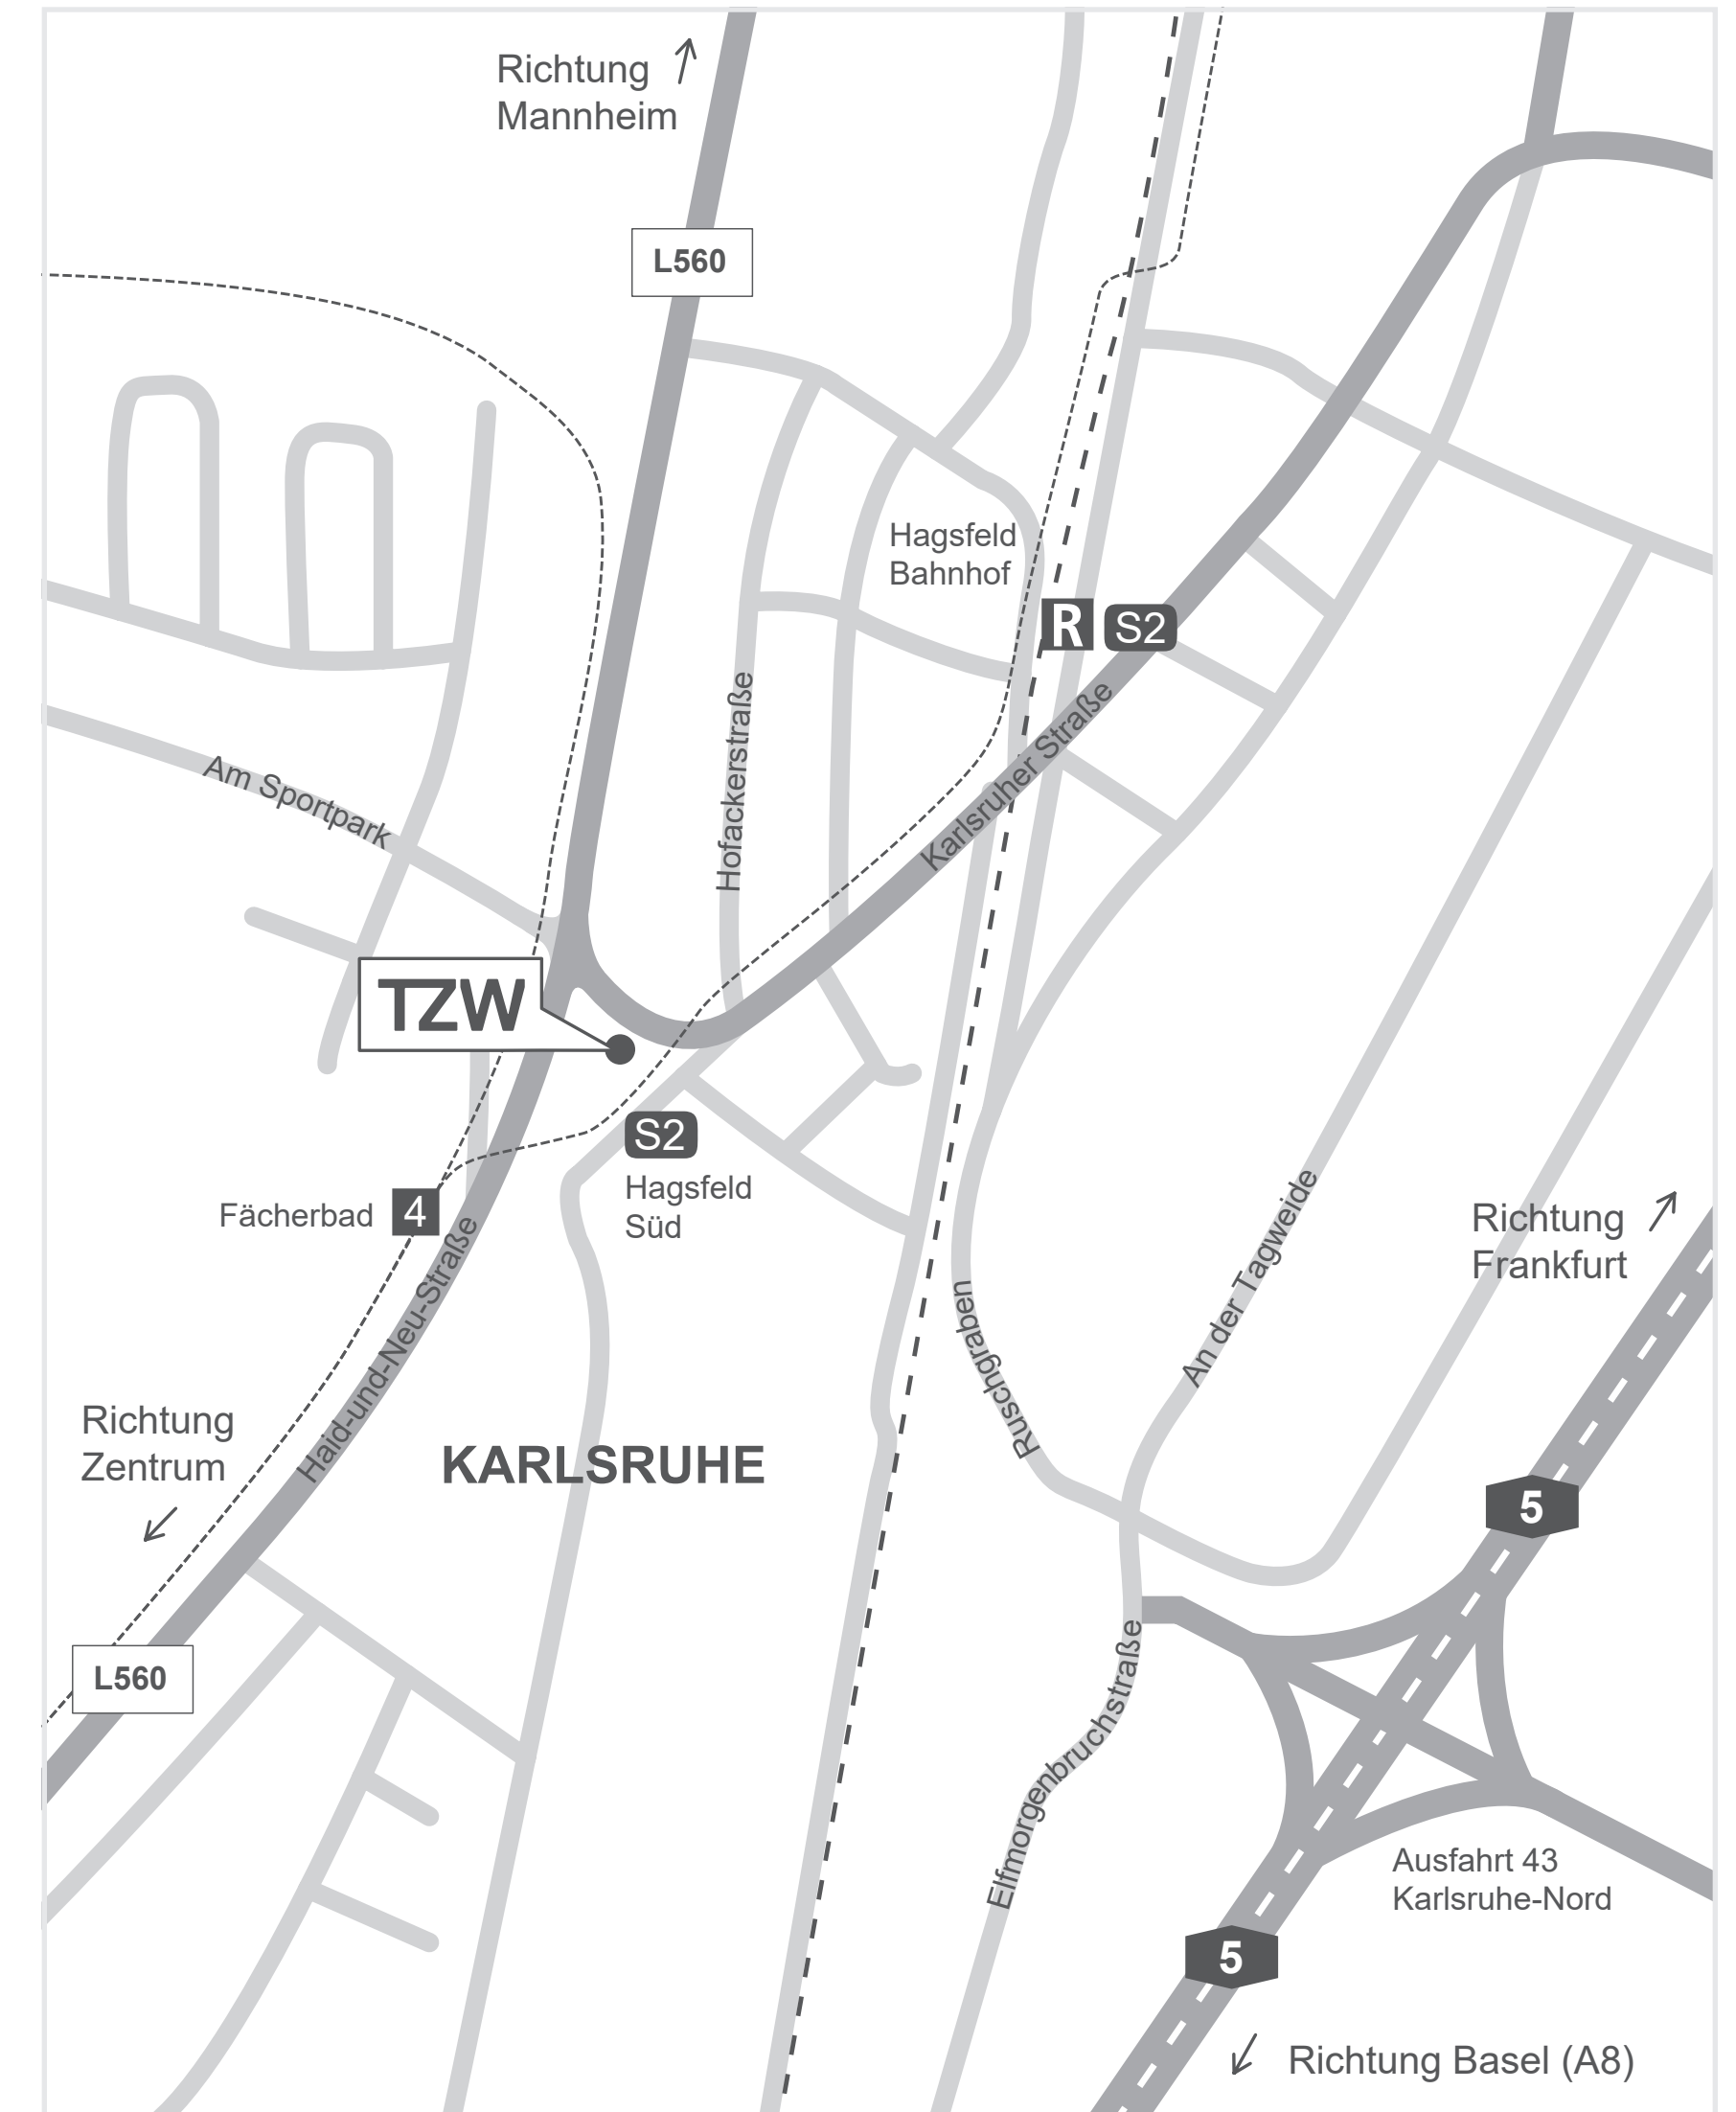 Richtung
Mannheim
L560
Hagsfeld
Bahnhof
R
S2
Karlsruher Straße
Hofackerstraße
Am Sportpark
TZW
S2
Hagsfeld
Süd
Fächerbad
4
Haid-und-Neu-Straße
Ruschgraben
An der Tagweide
Richtung
Frankfurt
Richtung
Zentrum
KARLSRUHE
5
L560
Elfmorgenbruchstraße
Ausfahrt 43
Karlsruhe-Nord
5
Richtung Basel (A8)